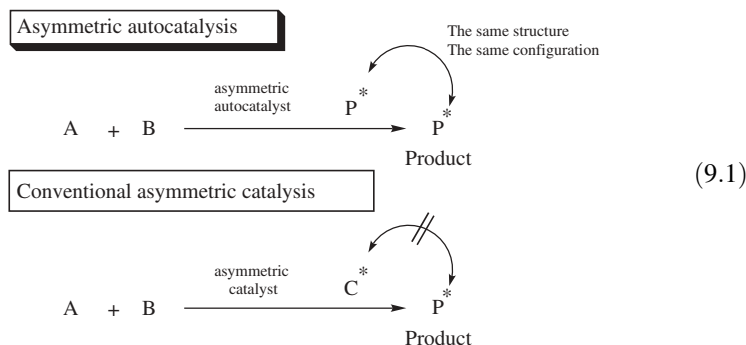 Asymmetric autocatalysis
The same structure
The same configuration
asymmetric
autocatalyst
P*
A + B
P*
Product
(9.1)
Conventional asymmetric catalysis
asymmetric
catalyst
C*
A + B
P*
Product